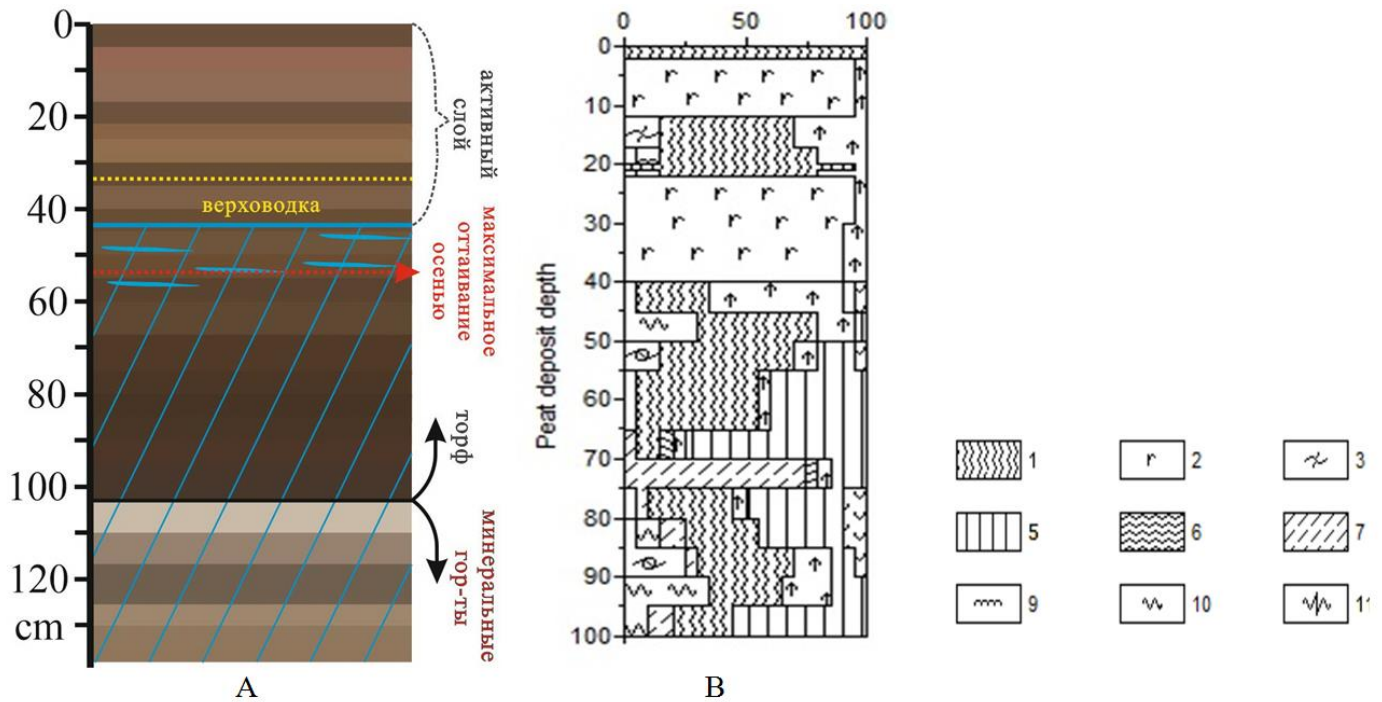 0
20
40
60
80
100
120
cm
верховодка
активный
слой
максимальное
оттаивание
осенью
торф
минеральные
гор-ты
A
0 50 100
Peat deposit depth
0
10
20
30
40
50
60
70
80
90
100
B
1 2 3
5 6 7
9 10 11